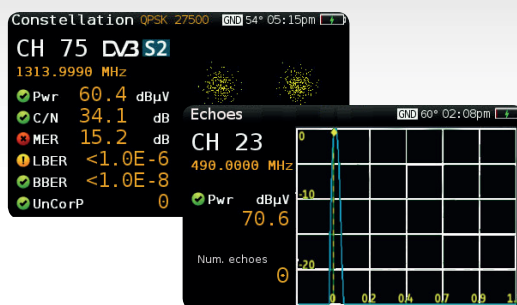 Constellation QPSK 27500 GND 54° 05:15pm
CH 75 DVB S2
1313.9990 MHz
Pwr 60.4 dBµV
C/N 34.1 dB
MER 15.2 dB
LBER <1.0E-6
BBER <1.0E-8
UnCorP 0
Echoes GND 60° 02:08pm
CH 23
490.0000 MHz
Pwr dBµV
70.6
Num. echoes
0
0
-10
-20
0 0.2 0.4 0.7 0.9 1.